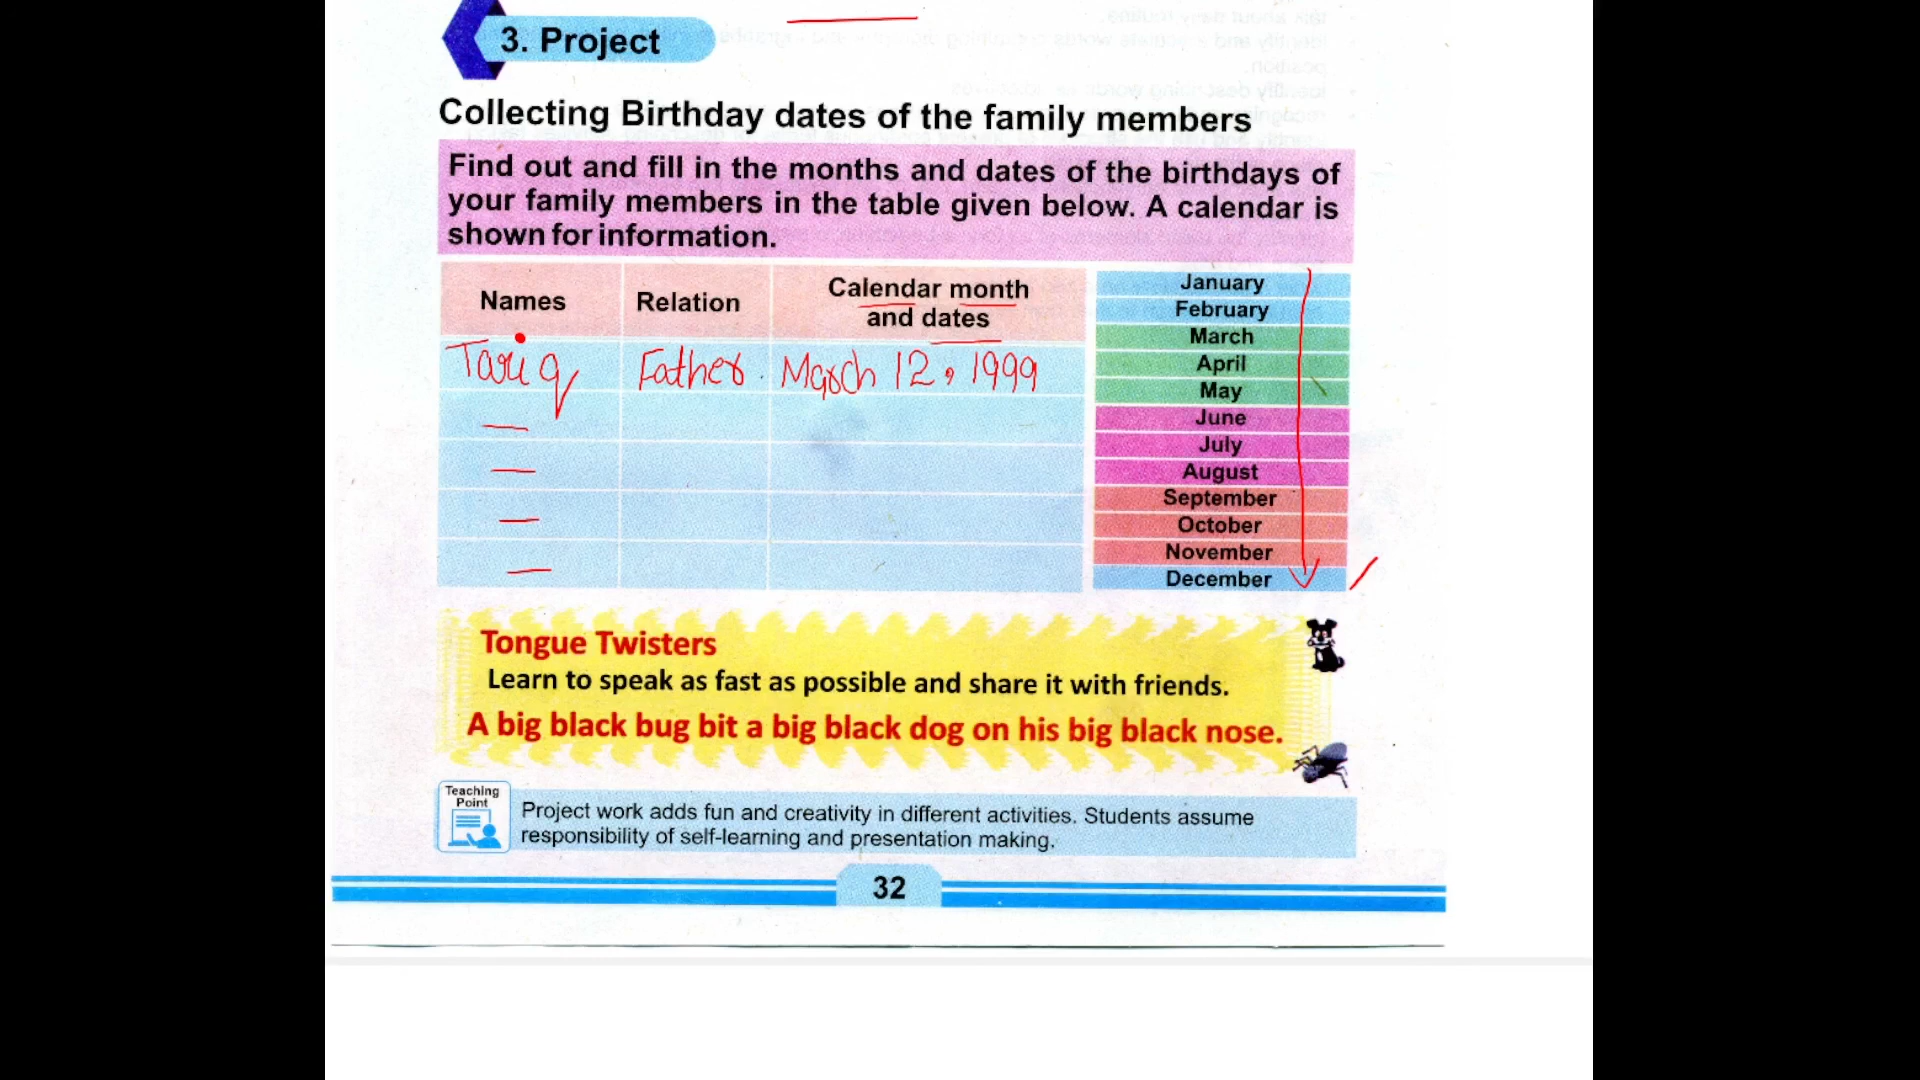 3. Project
Collecting Birthday dates of the family members
Find out and fill in the months and dates of the birthdays of
your family members in the table given below. A calendar is
shown for information.
Names Relation Calendar month
and dates
Tariq Father March 12, 1999
January
February
March
April
May
June
July
August
September
October
November
December
Tongue Twisters
Learn to speak as fast as possible and share it with friends.
A big black bug bit a big black dog on his big black nose.
Teaching
Point
Project work adds fun and creativity in different activities. Students assume
responsibility of self-learning and presentation making.
32